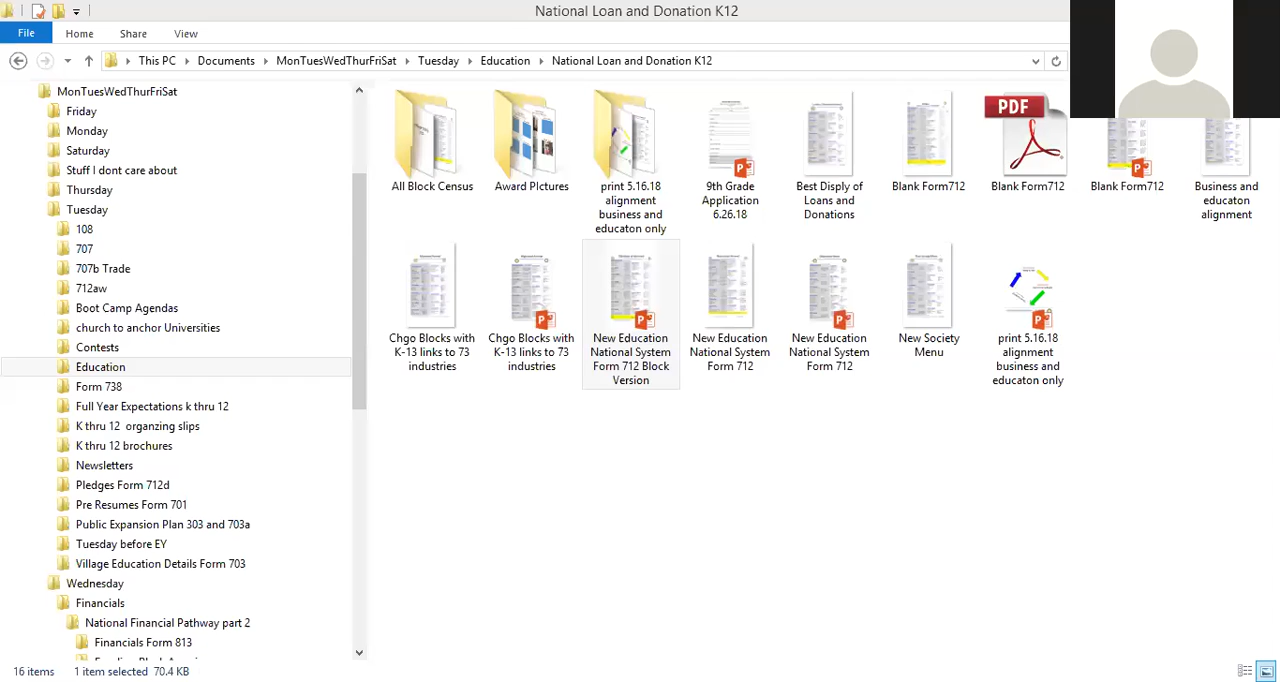 National Loan and Donation K12
File Home Share View
This PC Documents MonTuesWedThurFriSat Tuesday Education National Loan and Donation K12
MonTuesWedThurFriSat
Friday
Monday
Saturday
Stuff I dont care about
Thursday
Tuesday
108
707
707b Trade
712aw
Boot Camp Agendas
church to anchor Universities
Contests
Education
Form 738
Full Year Expectations k thru 12
K thru 12 organzing slips
K thru 12 brochures
Newsletters
Pledges Form 712d
Pre Resumes Form 701
Public Expansion Plan 303 and 703a
Tuesday before EY
Village Education Details Form 703
Wednesday
Financials
National Financial Pathway part 2
Financials Form 813
All Block Census
Award PIctures
print 5.16.18
alignment
business and
educaton only
9th Grade
Application
6.26.18
Best Disply of
Loans and
Donations
Blank Form712
PDF
Blank Form712
Blank Form712
Business and
educaton
alignment
Chgo Blocks with
K-13 links to 73
industries
Chgo Blocks with
K-13 links to 73
industries
New Education
National System
Form 712 Block
Version
New Education
National System
Form 712
New Education
National System
Form 712
New Society
Menu
print 5.16.18
alignment
business and
educaton only
16 items 1 item selected 70.4 KB